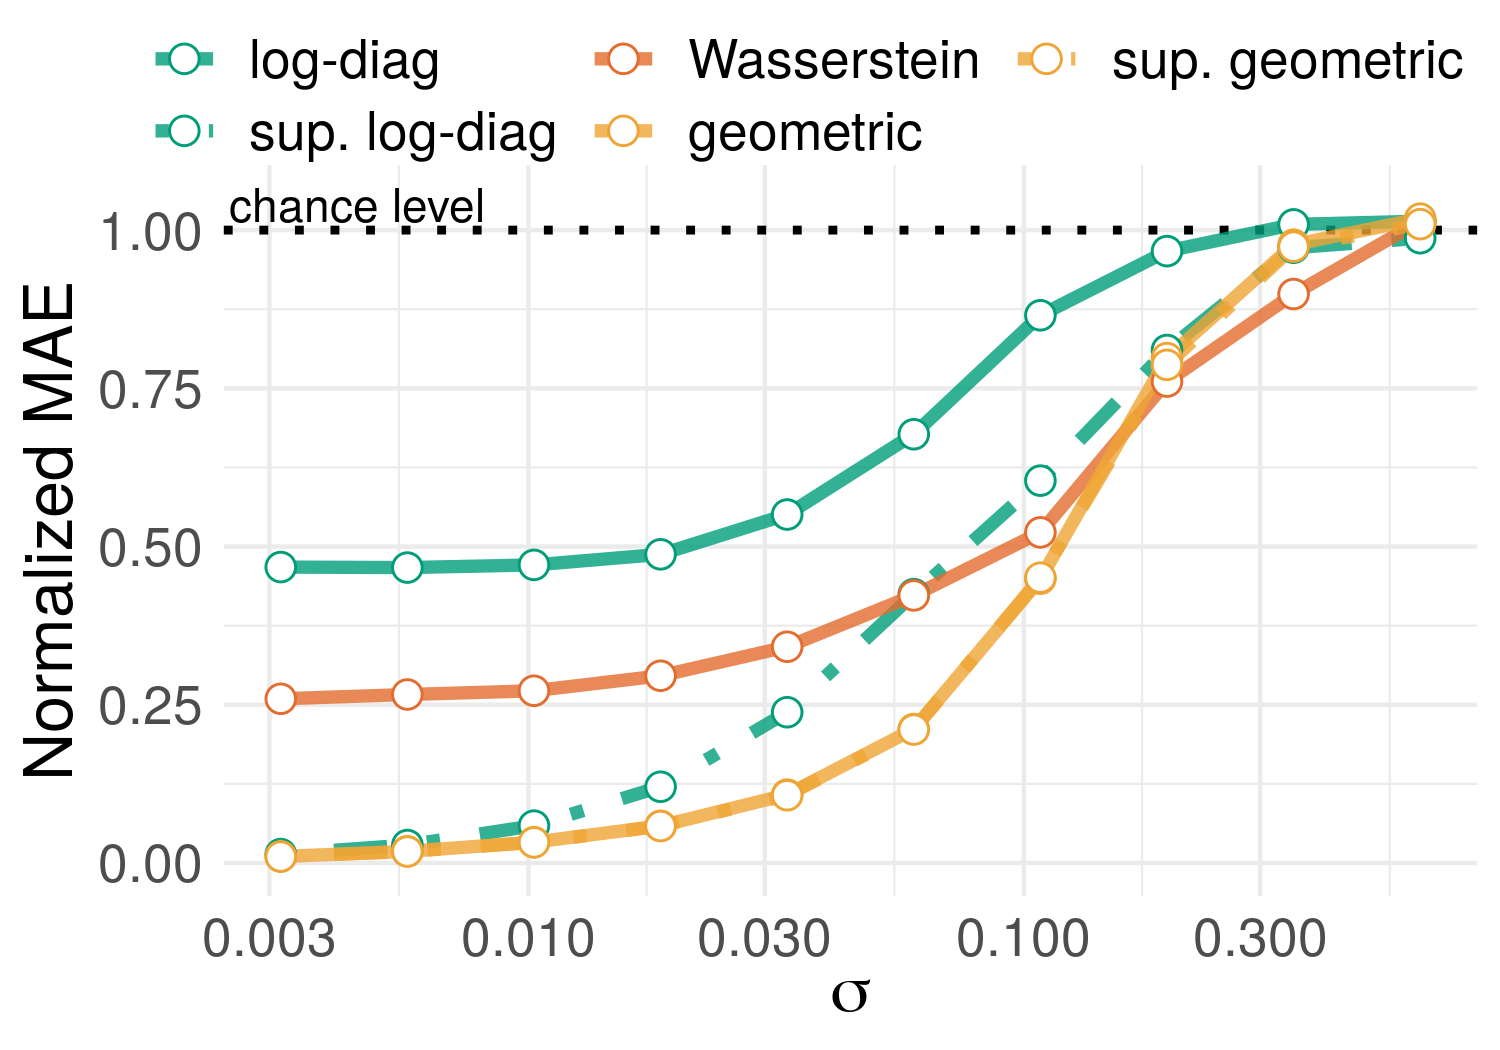 log-diag
Wasserstein
sup. geometric
sup. log-diag
geometric
chance level
1.00
0.75
0.50
0.25
0.00
Normalized MAE
0.003
0.010
0.030
0.100
0.300
σ